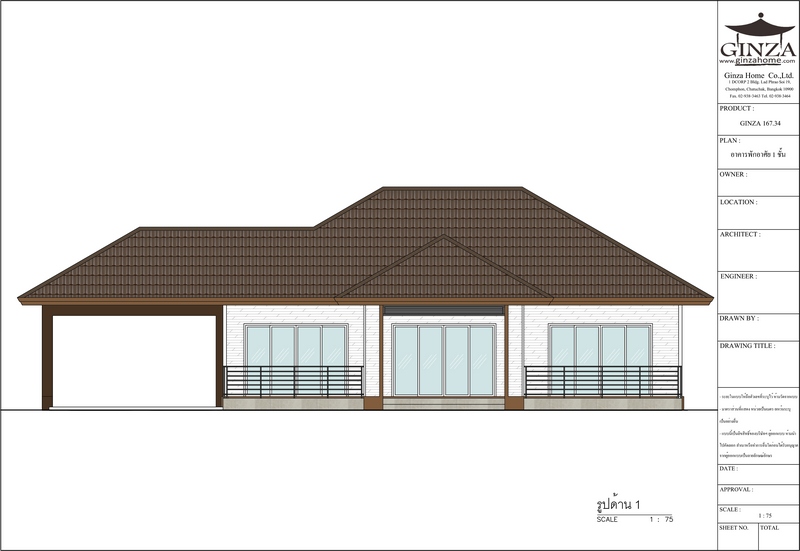 GINZA
www.ginzahome.com
Ginza Home Co.,Ltd.
1 DCORP 2 Bldg. Lad Phrao Soi 19,
Chomphon, Chatuchak, Bangkok 10900
Fax. 02-938-3463 Tel. 02-938-3464
PRODUCT :
GINZA 167.34
PLAN :
อาคารพักอาศัย 1 ชั้น
OWNER :
LOCATION :
ARCHITECT :
ENGINEER :
DRAWN BY :
DRAWING TITLE :
DATE :
APPROVAL :
SCALE :
1 : 75
SHEET NO. TOTAL
รูปด้าน 1
SCALE 1 : 75